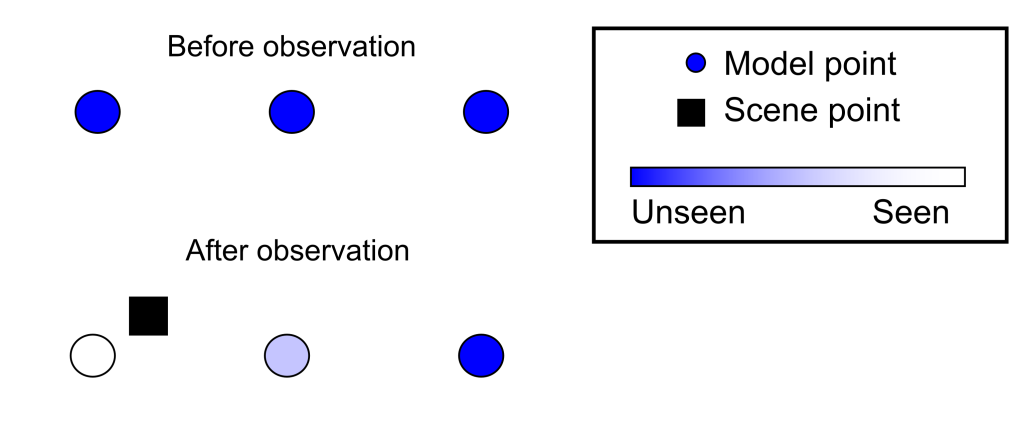 Before observation
After observation
Model point
Scene point
Unseen
Seen